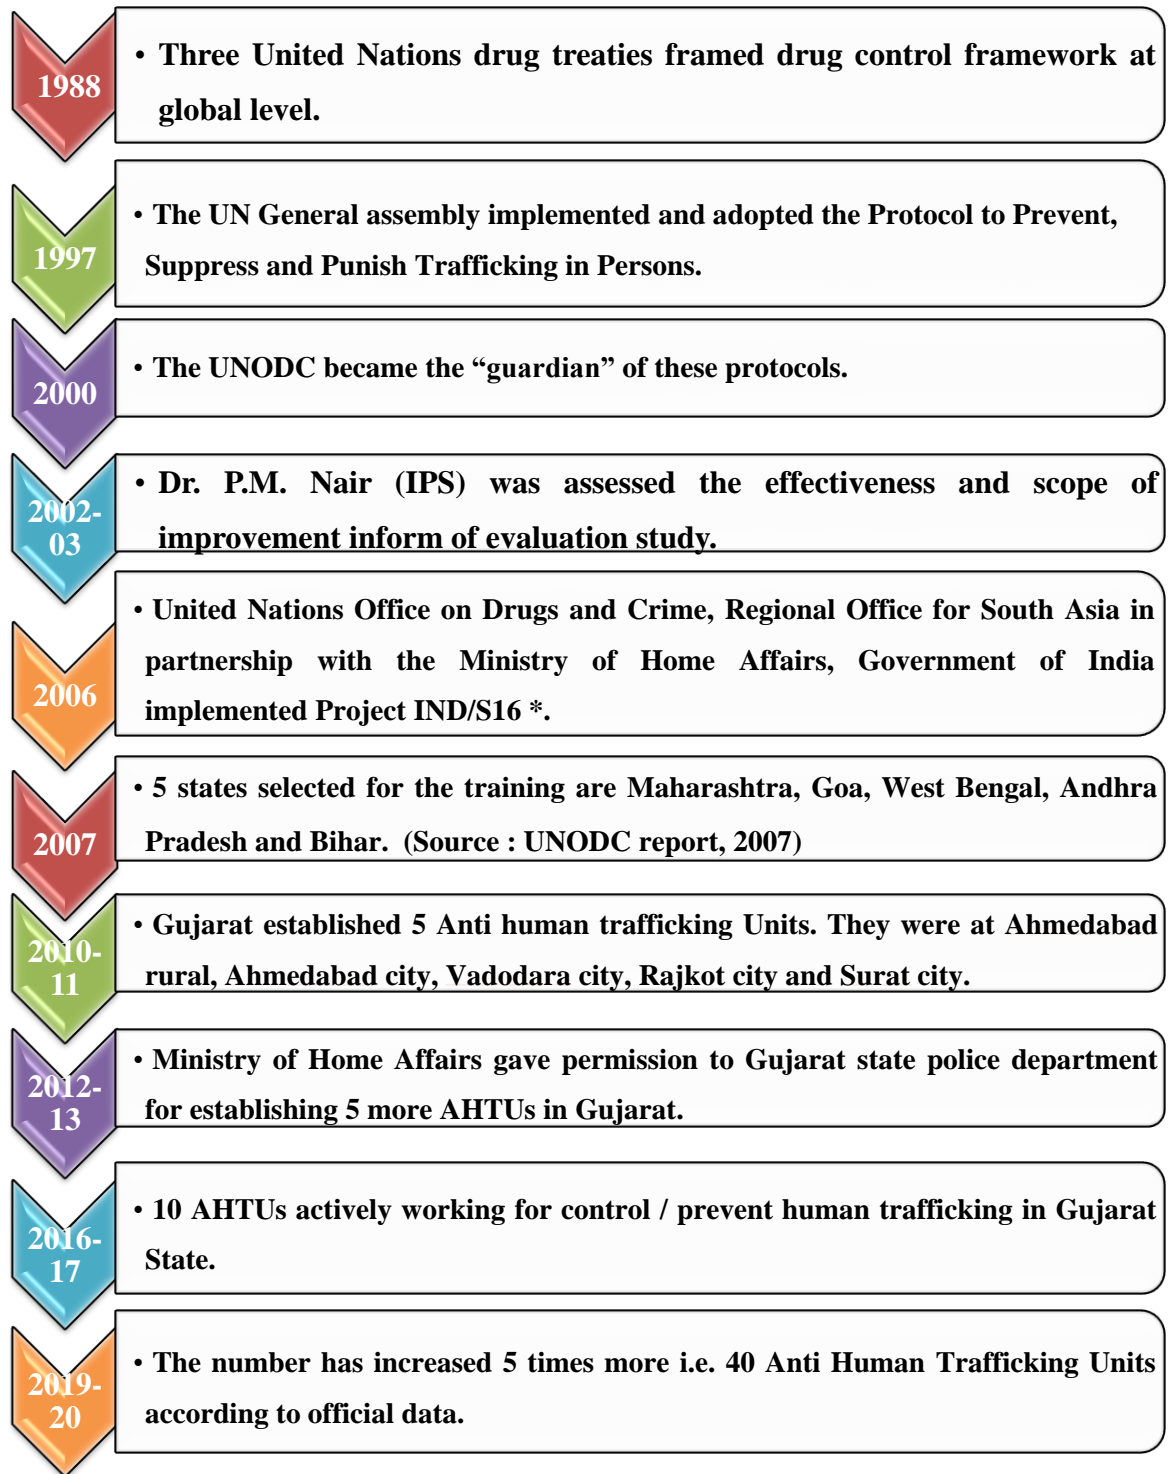 1988
• Three United Nations drug treaties framed drug control framework at
global level.
1997
• The UN General assembly implemented and adopted the Protocol to Prevent,
Suppress and Punish Trafficking in Persons.
2000
• The UNODC became the “guardian” of these protocols.
2002-
03
• Dr. P.M. Nair (IPS) was assessed the effectiveness and scope of
improvement inform of evaluation study.
2006
• United Nations Office on Drugs and Crime, Regional Office for South Asia in
partnership with the Ministry of Home Affairs, Government of India
implemented Project IND/S16 *.
2007
• 5 states selected for the training are Maharashtra, Goa, West Bengal, Andhra
Pradesh and Bihar. (Source : UNODC report, 2007)
2010-
11
• Gujarat established 5 Anti human trafficking Units. They were at Ahmedabad
rural, Ahmedabad city, Vadodara city, Rajkot city and Surat city.
2012-
13
• Ministry of Home Affairs gave permission to Gujarat state police department
for establishing 5 more AHTUs in Gujarat.
2016-
17
• 10 AHTUs actively working for control / prevent human trafficking in Gujarat
State.
2019-
20
• The number has increased 5 times more i.e. 40 Anti Human Trafficking Units
according to official data.